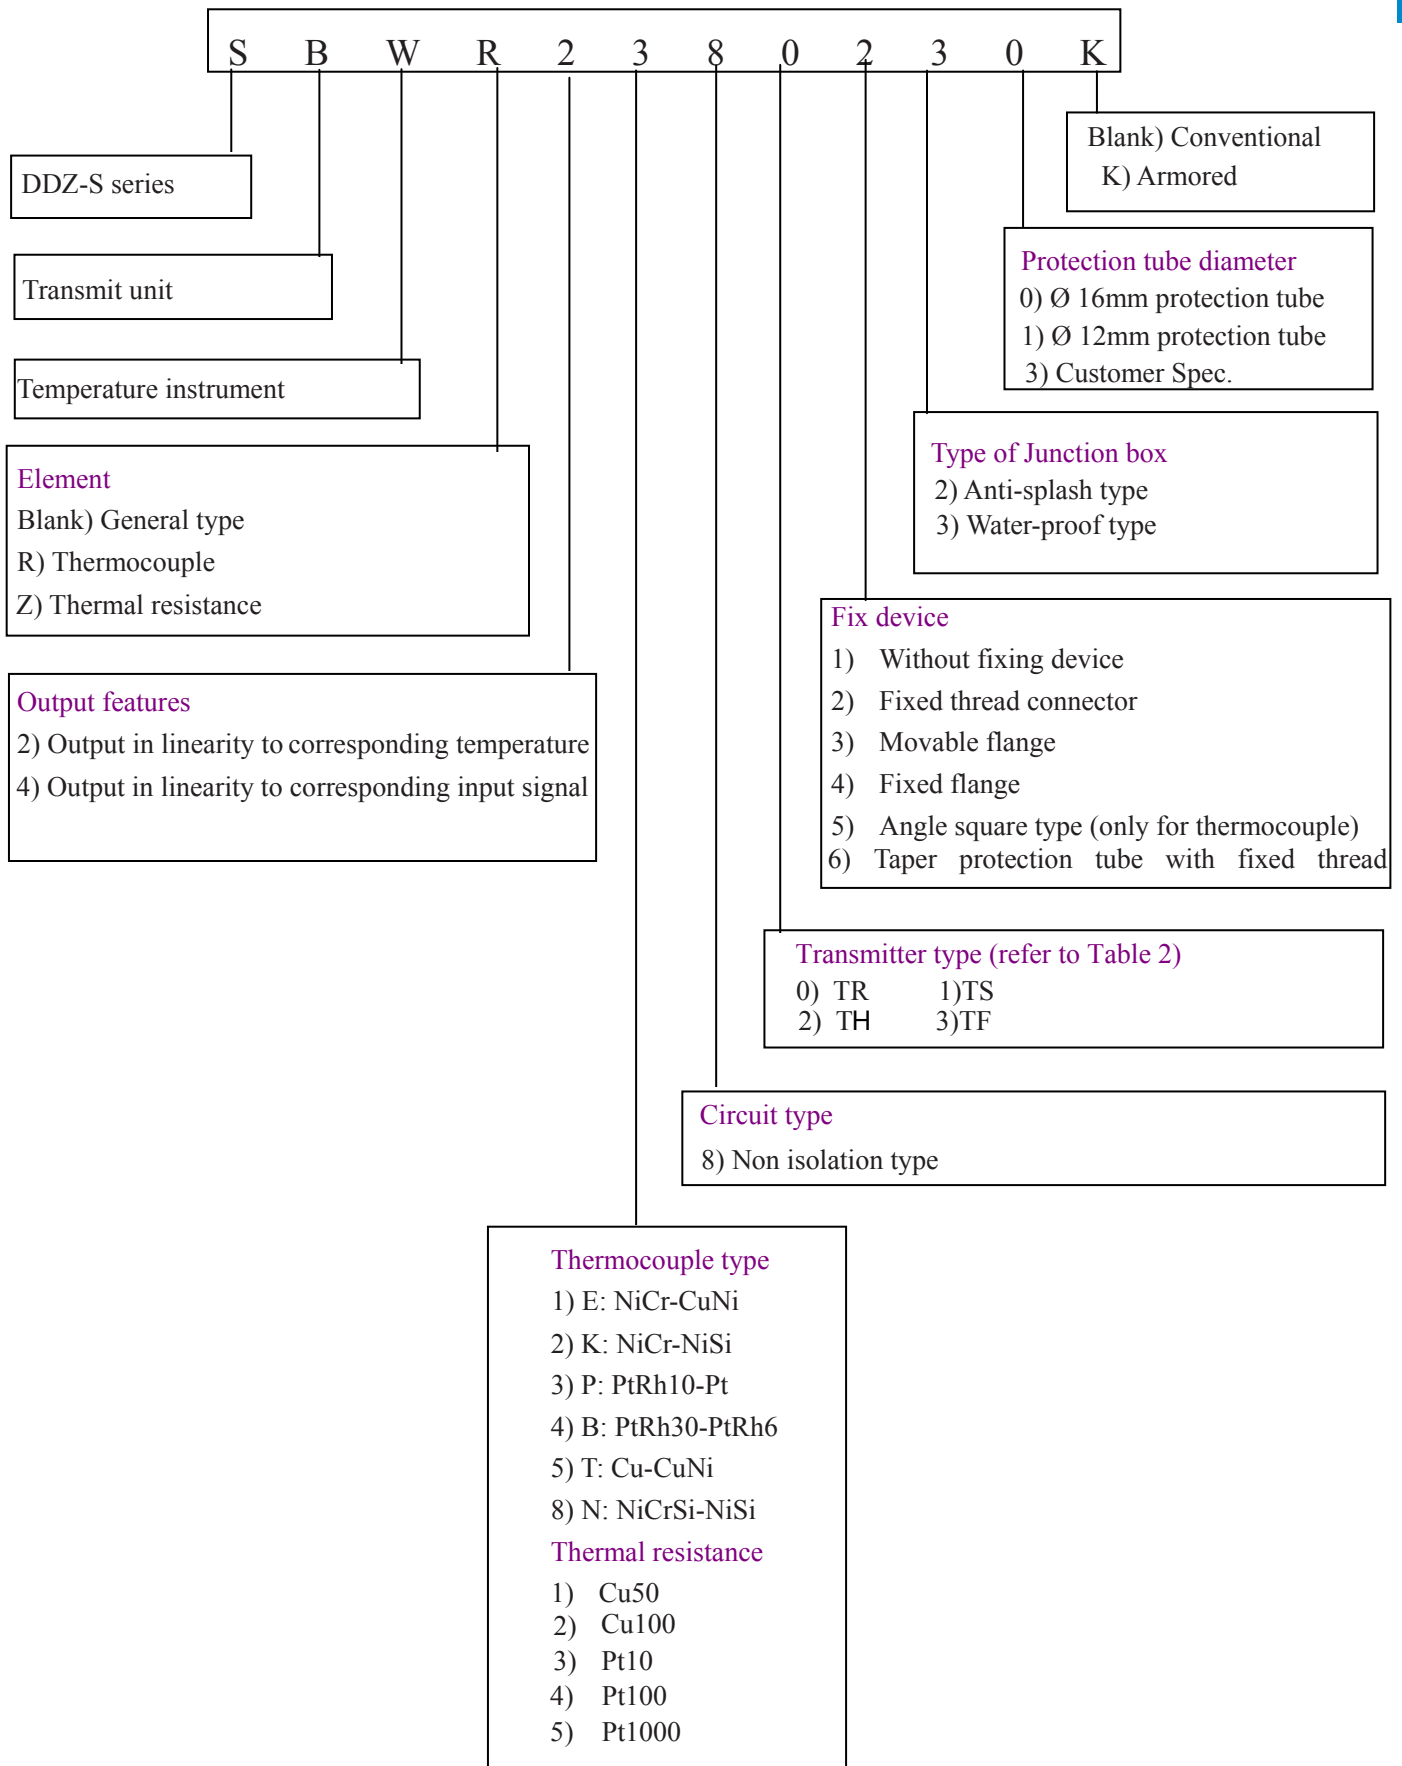 S B W R 2 3 8 0 2 3 0 K
Blank) Conventional
K) Armored
DDZ-S series
Protection tube diameter
0) Ø 16mm protection tube
1) Ø 12mm protection tube
3) Customer Spec.
Transmit unit
Temperature instrument
Type of Junction box
2) Anti-splash type
3) Water-proof type
Element
Blank) General type
R) Thermocouple
Z) Thermal resistance
Fix device
1) Without fixing device
2) Fixed thread connector
3) Movable flange
4) Fixed flange
5) Angle square type (only for thermocouple)
6) Taper protection tube with fixed thread
Output features
2) Output in linearity to corresponding temperature
4) Output in linearity to corresponding input signal
Transmitter type (refer to Table 2)
0) TR 1)TS
2) TH 3)TF
Circuit type
8) Non isolation type
Thermocouple type
1) E: NiCr-CuNi
2) K: NiCr-NiSi
3) P: PtRh10-Pt
4) B: PtRh30-PtRh6
5) T: Cu-CuNi
8) N: NiCrSi-NiSi
Thermal resistance
1) Cu50
2) Cu100
3) Pt10
4) Pt100
5) Pt1000